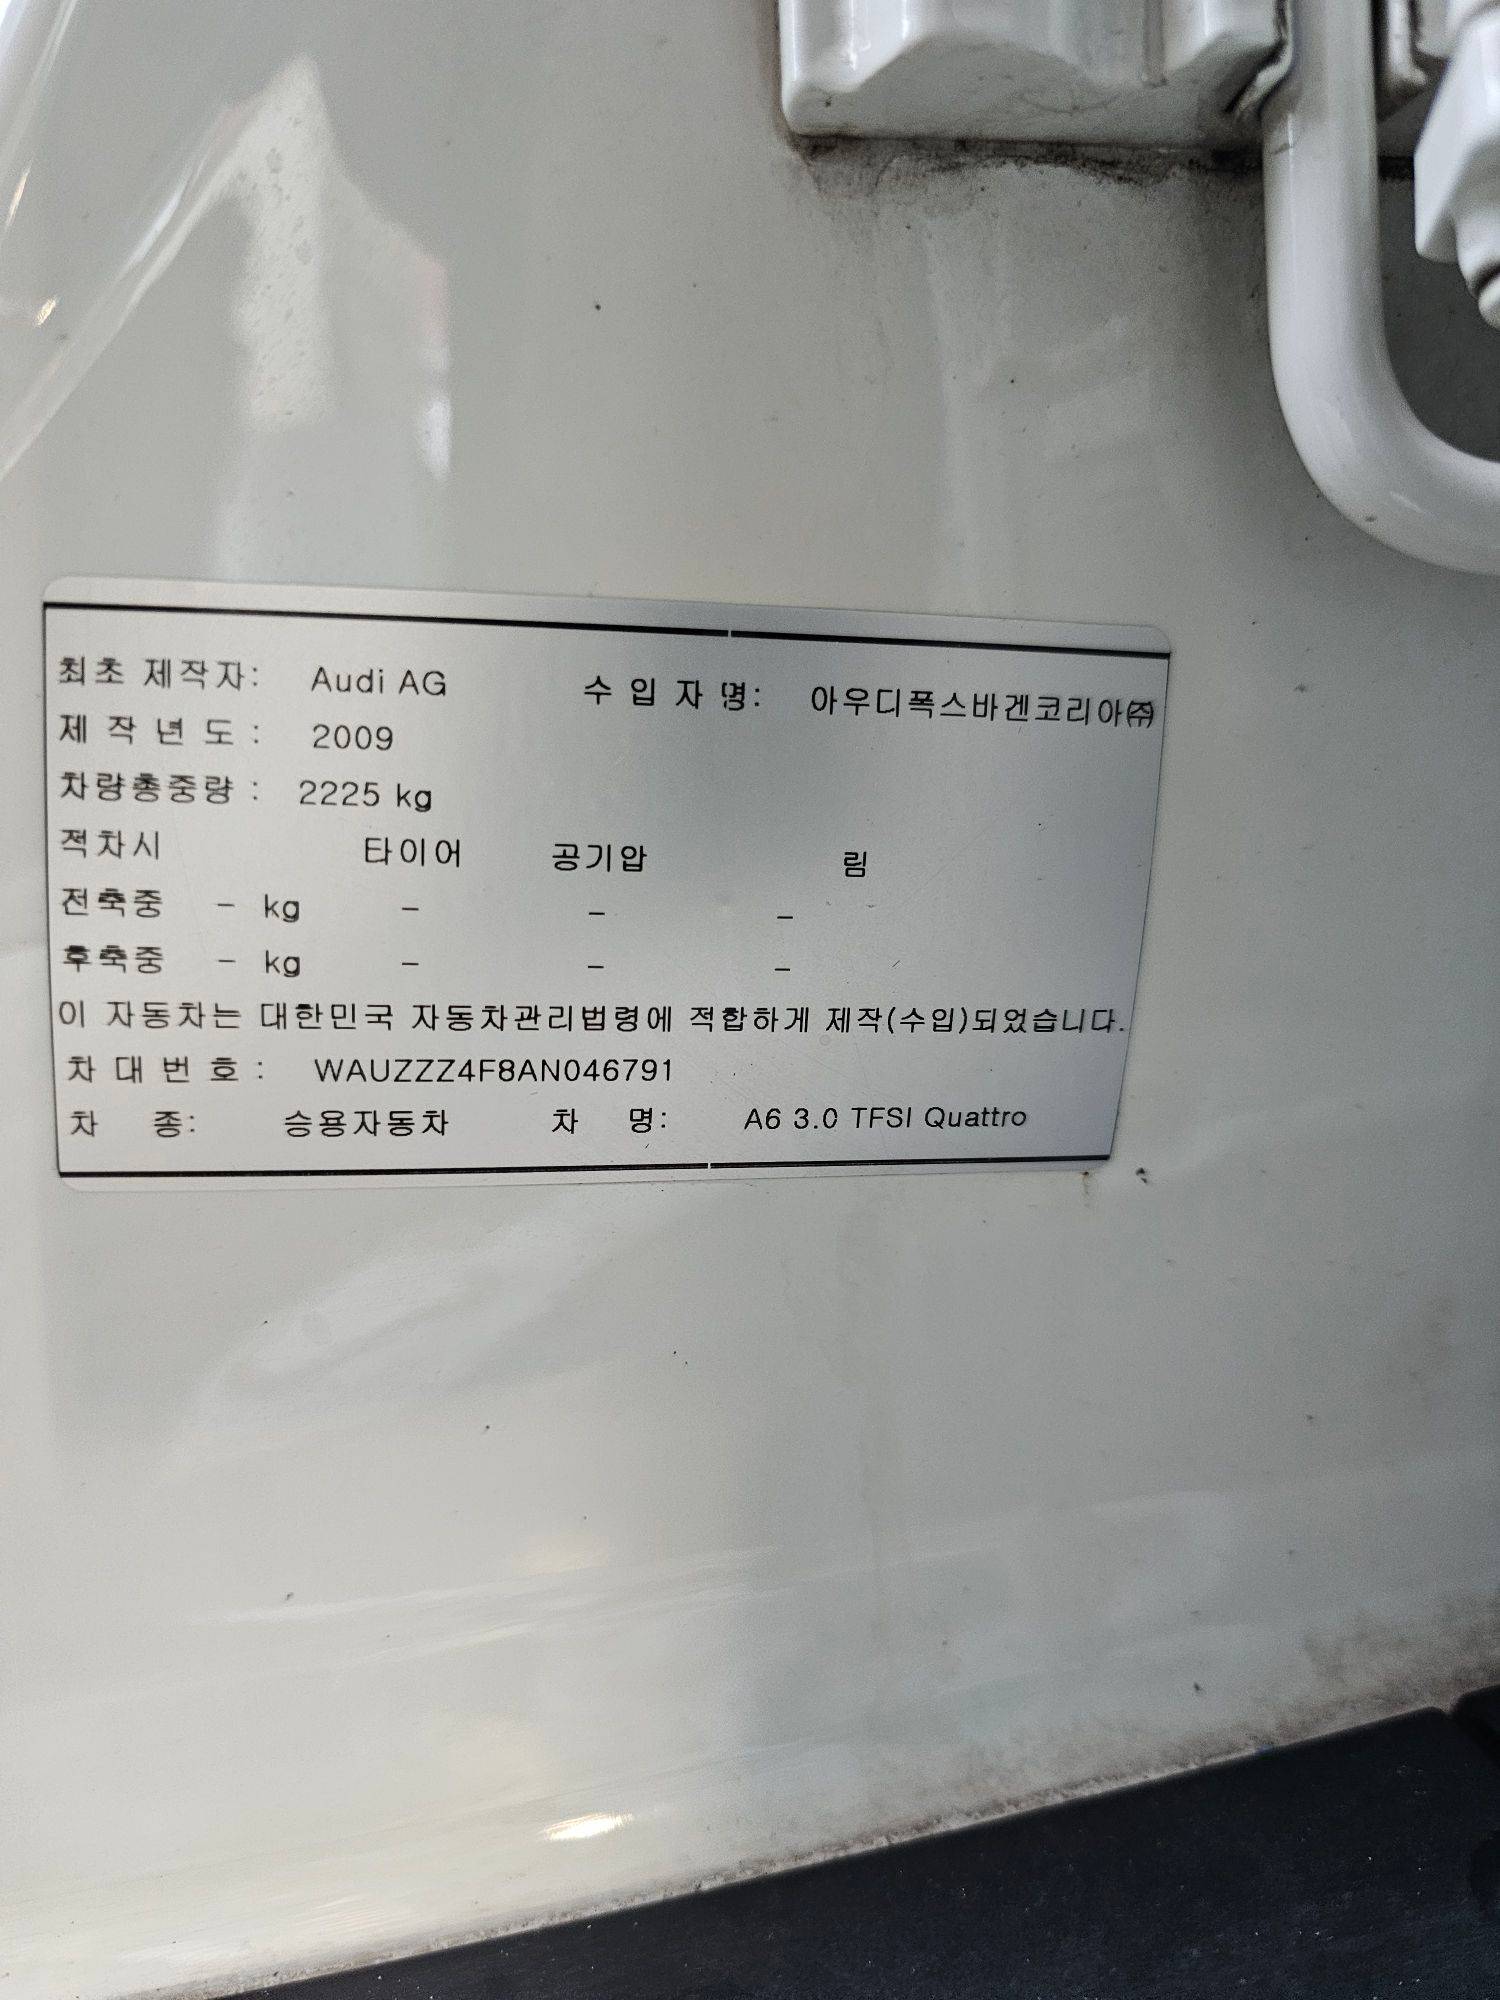 최초 제작자: Audi AG 수 입 자 명: 아우디폭스바겐코리아㈜
제 작 년 도 : 2009
차량총중량 : 2225 kg
적차시 타이어 공기압 림
전축중 - kg - - -
후축중 - kg - - -
이 자동차는 대한민국 자동차관리법령에 적합하게 제작(수입)되었습니다.
차 대 번 호 : WAUZZZ4F8AN046791
차 종: 승용자동차 차 명: A6 3.0 TFSI Quattro